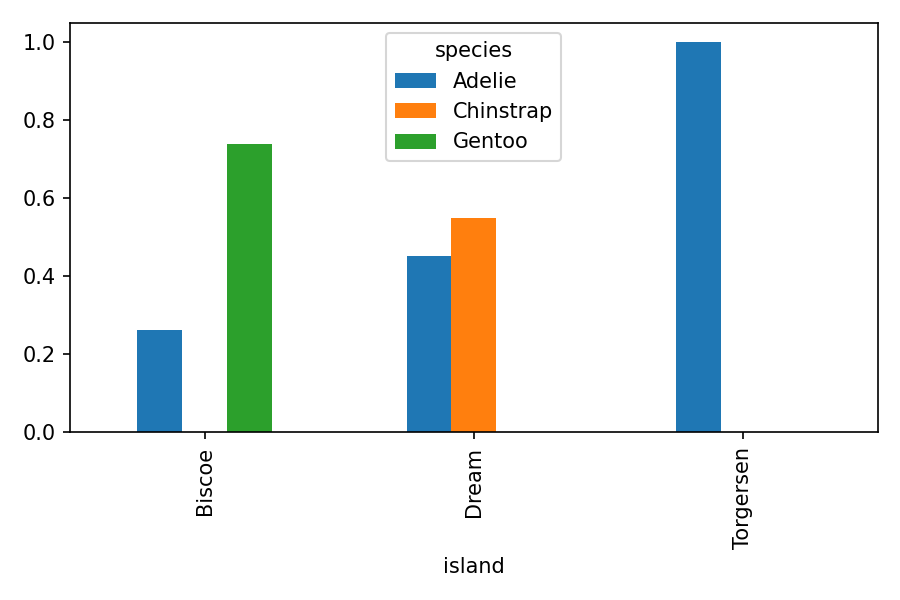 1.0
0.8
0.6
0.4
0.2
0.0
species
Adelie
Chinstrap
Gentoo
Biscoe
Dream
Torgersen
island